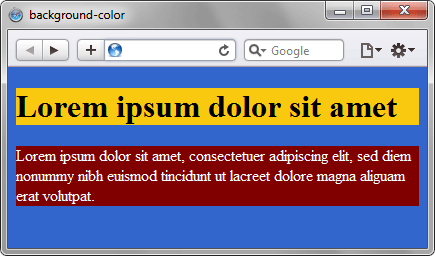 background-color
Google
Lorem ipsum dolor sit amet
Lorem ipsum dolor sit amet, consectetuer adipiscing elit, sed diem
nonummy nibh euismod tincidunt ut lacreet dolore magna aliguam
erat volutpat.